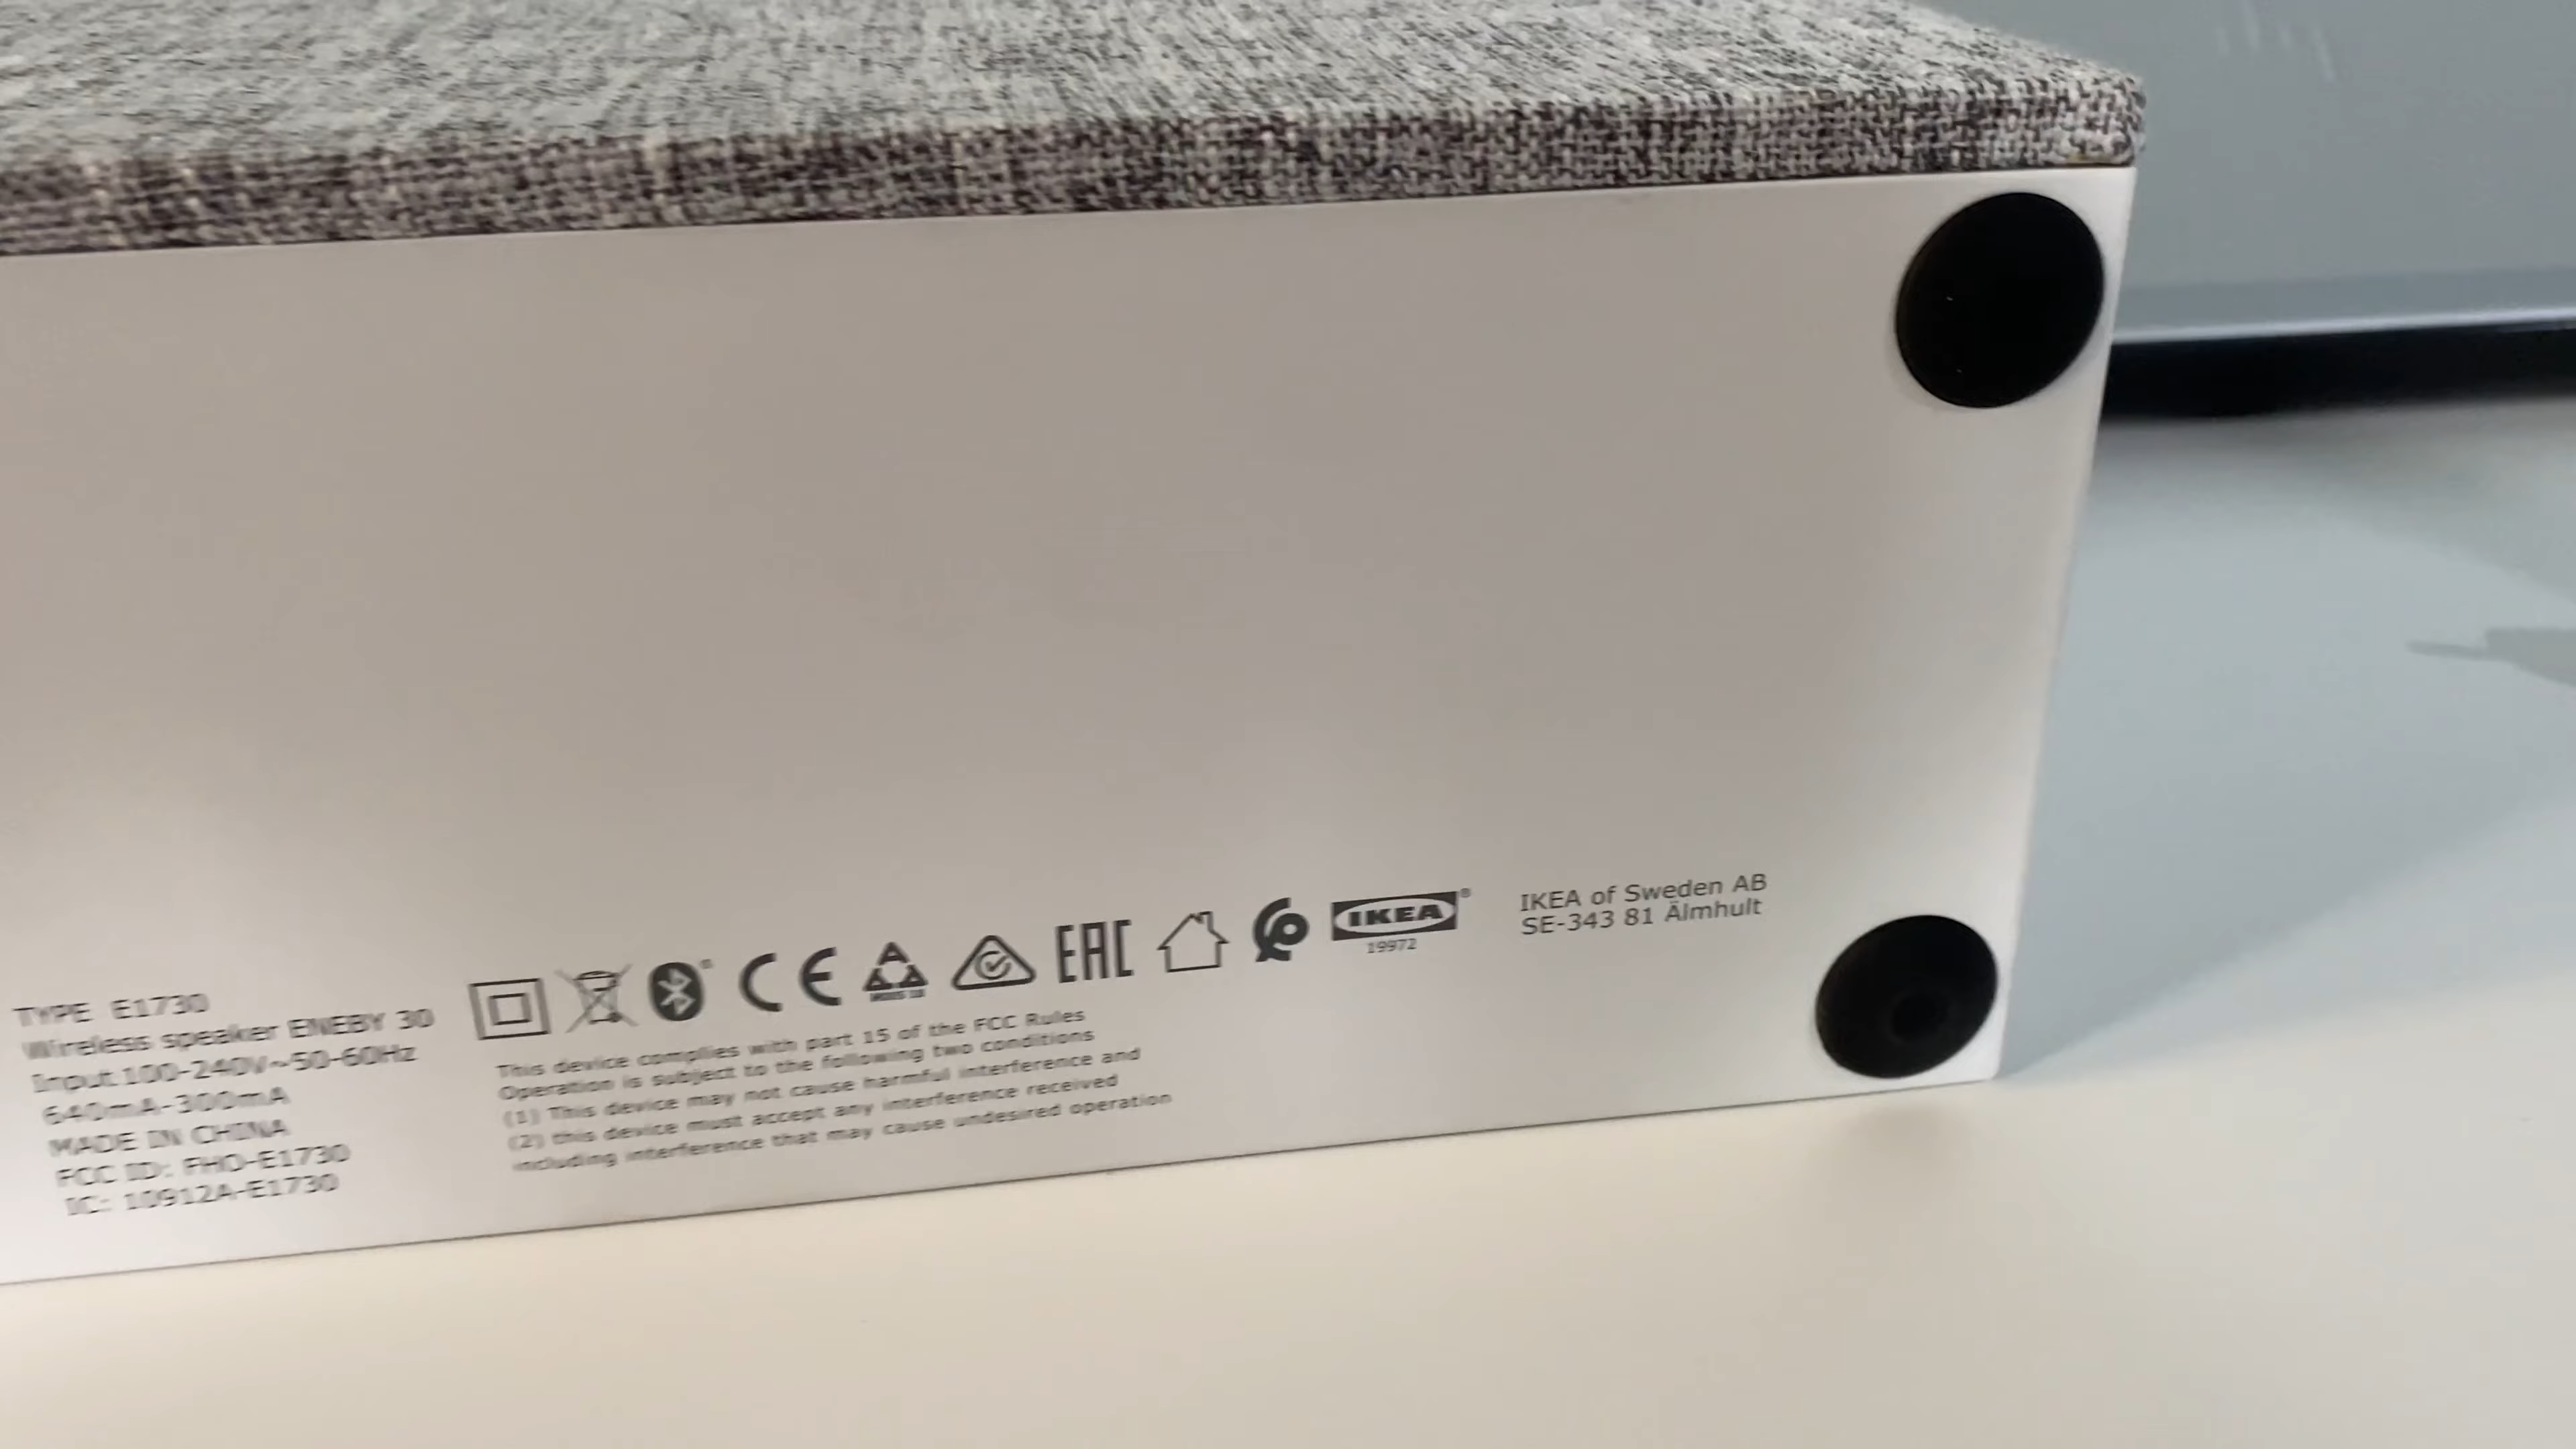 TYPE E1730
Wireless speaker ENEBY 30
Input 100-240V~50-60Hz
640mA-300mA
MADE IN CHINA
FCC ID: FHO-E1730
IC: 10912A-E1730
CE
EAC
IKEA®
19972
This device complies with part 15 of the FCC Rules
Operation is subject to the following two conditions
(1) This device may not cause harmful interference and
(2) this device must accept any interference received
including interference that may cause undesired operation
IKEA of Sweden AB
SE-343 81 Älmhult